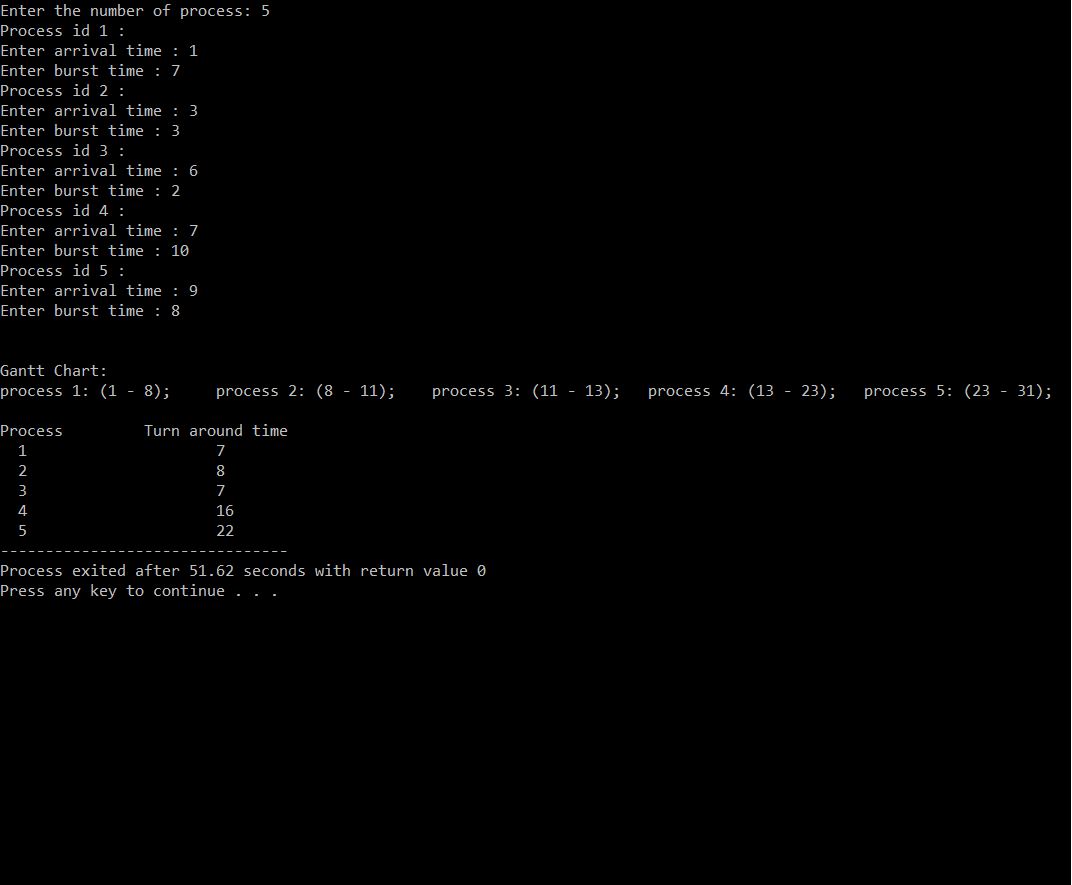 Enter the number of process: 5
Process id 1 :
Enter arrival time : 1
Enter burst time : 7
Process id 2 :
Enter arrival time : 3
Enter burst time : 3
Process id 3 :
Enter arrival time : 6
Enter burst time : 2
Process id 4 :
Enter arrival time : 7
Enter burst time : 10
Process id 5 :
Enter arrival time : 9
Enter burst time : 8
Gantt Chart:
process 1: (1 - 8);     process 2: (8 - 11);    process 3: (11 - 13);   process 4: (13 - 23);   process 5: (23 - 31);
Process         Turn around time
  1                     7
  2                     8
  3                     7
  4                     16
  5                     22
--------------------------------
Process exited after 51.62 seconds with return value 0
Press any key to continue . . .